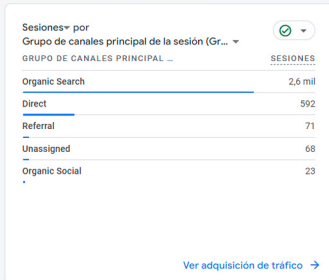 Sesiones por
Grupo de canales principal de la sesión (Gr...
GRUPO DE CANALES PRINCIPAL ... SESIONES
Organic Search 2,6 mil
Direct 592
Referral 71
Unassigned 68
Organic Social 23
Ver adquisición de tráfico